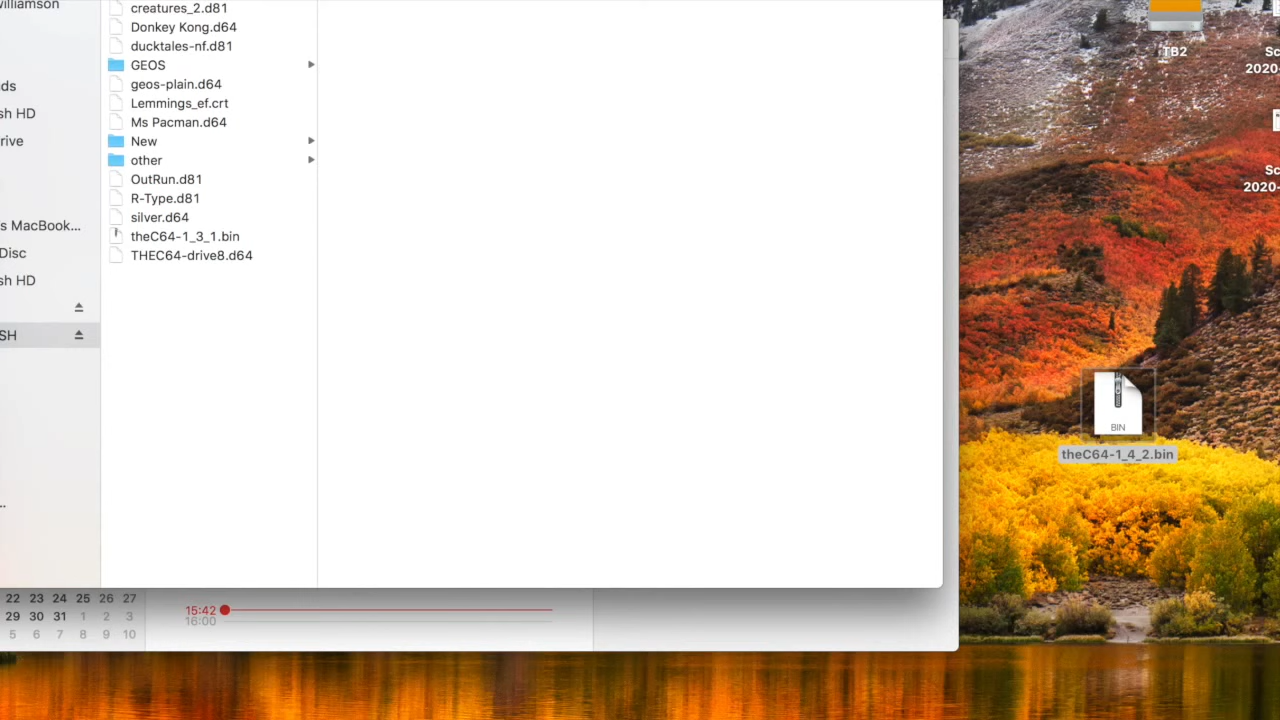 williamson
ds
sh HD
rive
s MacBook...
Disc
sh HD
SH
..
creatures_2.d81
Donkey Kong.d64
ducktales-nf.d81
GEOS
geos-plain.d64
Lemmings_ef.crt
Ms Pacman.d64
New
other
OutRun.d81
R-Type.d81
silver.d64
theC64-1_3_1.bin
THEC64-drive8.d64
22 23 24 25 26 27
29 30 31 1 2 3
5 6 7 8 9 10
15:42
16:00
TB2
Sc
2020-
Sc
2020-
BIN
theC64-1_4_2.bin